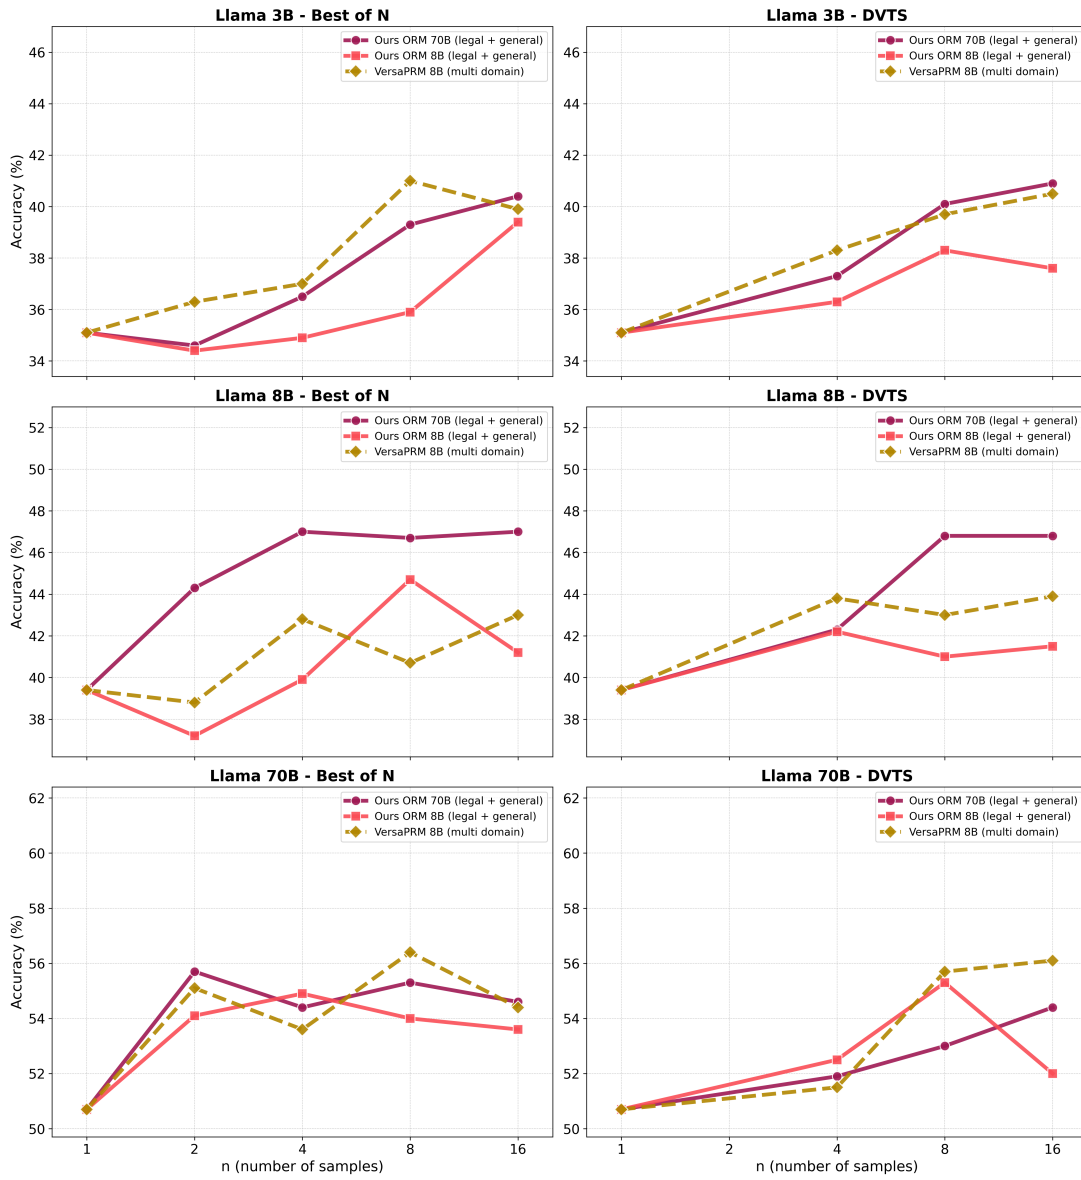 Llama 3B - Best of N
Accuracy (%)
46
44
42
40
38
36
34
Ours ORM 70B (legal + general)
Ours ORM 8B (legal + general)
VersaPRM 8B (multi domain)
Llama 3B - DVTS
46
44
42
40
38
36
34
Ours ORM 70B (legal + general)
Ours ORM 8B (legal + general)
VersaPRM 8B (multi domain)
Llama 8B - Best of N
Accuracy (%)
52
50
48
46
44
42
40
38
Ours ORM 70B (legal + general)
Ours ORM 8B (legal + general)
VersaPRM 8B (multi domain)
Llama 8B - DVTS
52
50
48
46
44
42
40
38
Ours ORM 70B (legal + general)
Ours ORM 8B (legal + general)
VersaPRM 8B (multi domain)
Llama 70B - Best of N
Accuracy (%)
62
60
58
56
54
52
50
Ours ORM 70B (legal + general)
Ours ORM 8B (legal + general)
VersaPRM 8B (multi domain)
1 2 4 8 16
n (number of samples)
Llama 70B - DVTS
62
60
58
56
54
52
50
Ours ORM 70B (legal + general)
Ours ORM 8B (legal + general)
VersaPRM 8B (multi domain)
1 2 4 8 16
n (number of samples)